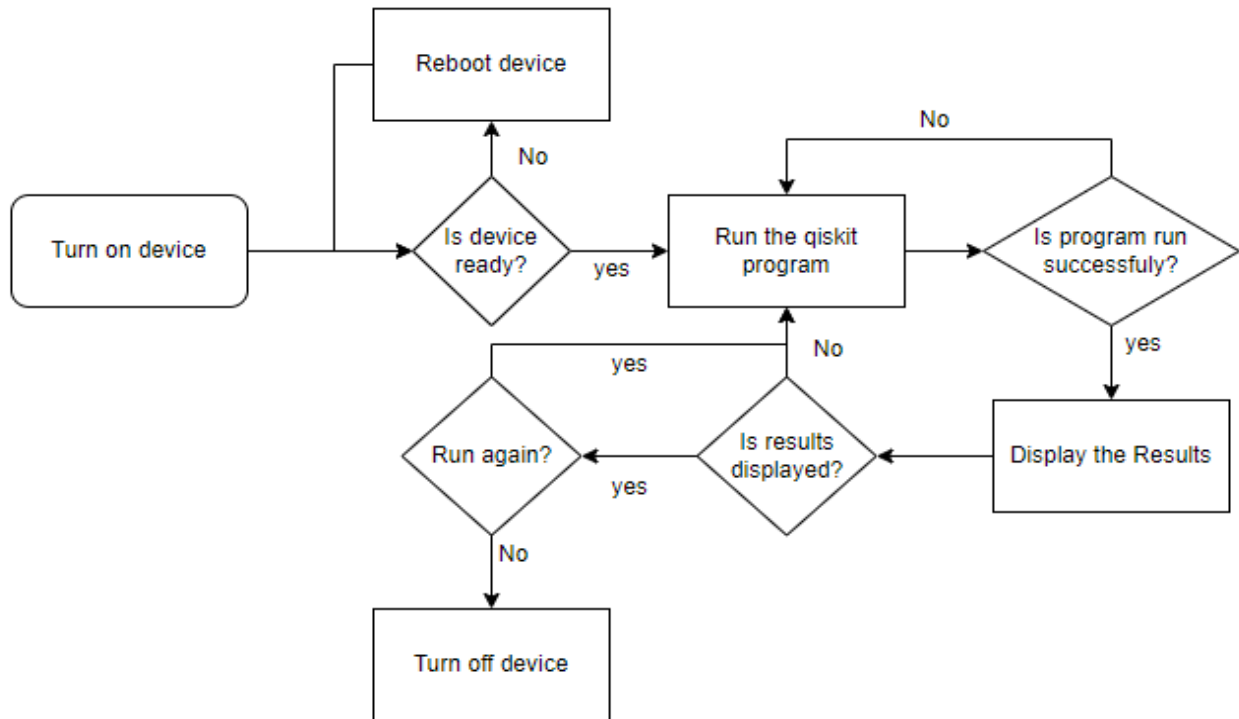 Reboot device
No
No
Turn on device
Is device
ready?
yes
Run the qiskit
program
Is program run
successfuly?
yes
No
yes
Run again?
yes
Is results
displayed?
Display the Results
No
Turn off device